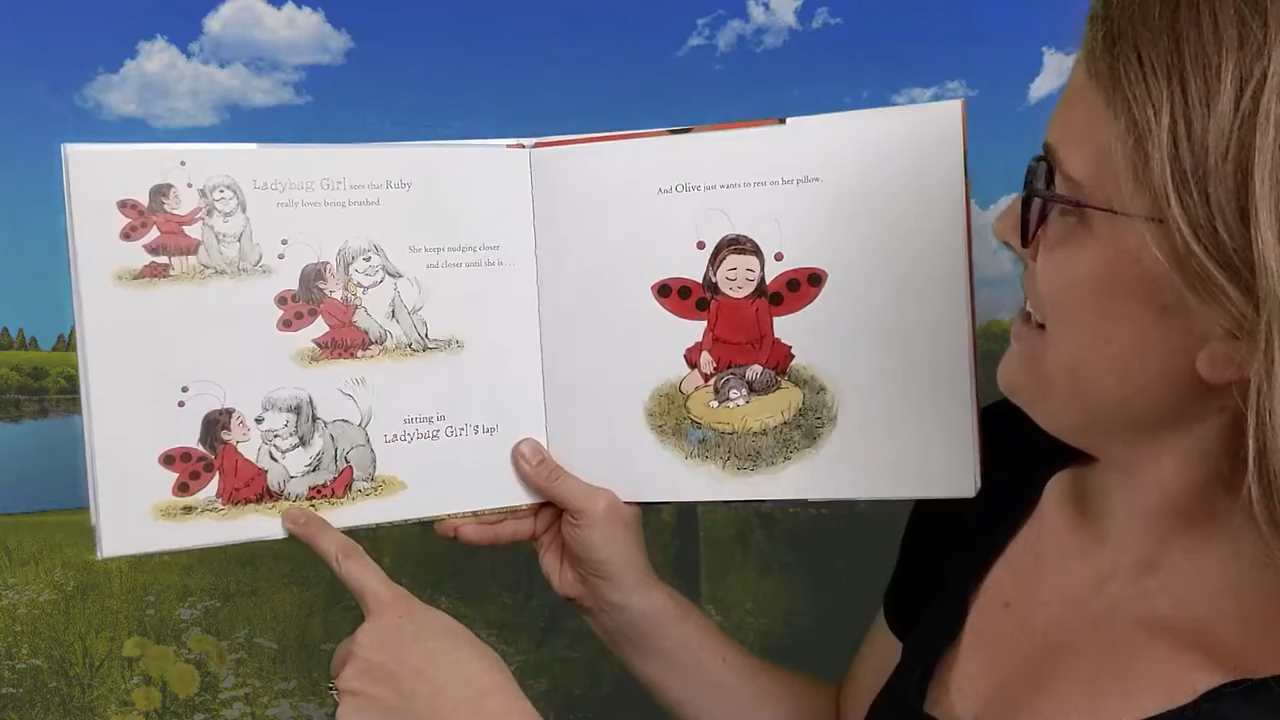 Ladybug Girl sees that Ruby
really loves being brushed.
She keeps nudging closer
and closer until she is . . .
sitting in
Ladybug Girl's lap!
And Olive just wants to rest on her pillow.